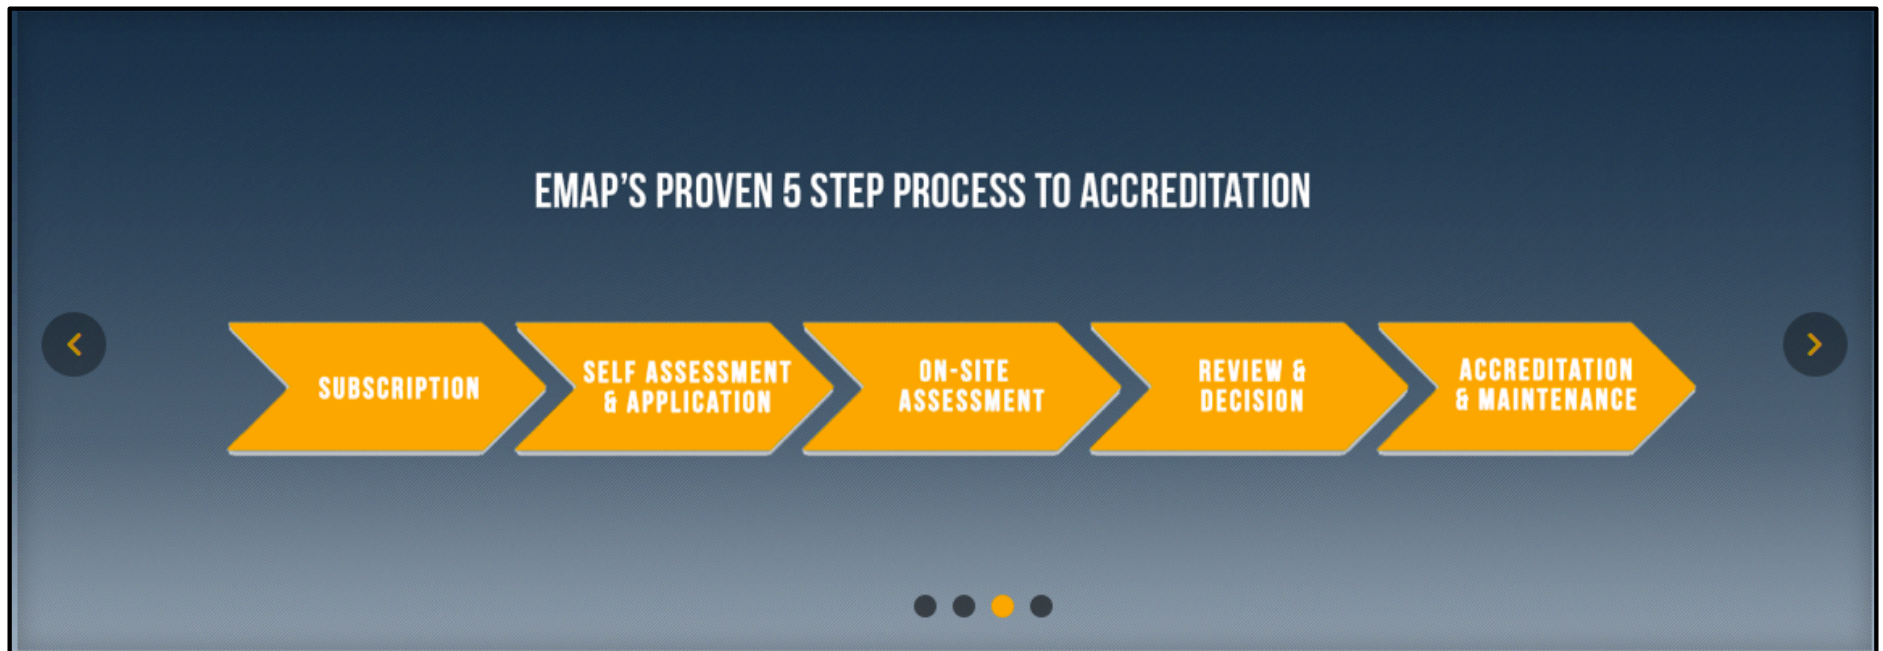 EMAP'S PROVEN 5 STEP PROCESS TO ACCREDITATION
SUBSCRIPTION
SELF ASSESSMENT
& APPLICATION
ON-SITE
ASSESSMENT
REVIEW &
DECISION
ACCREDITATION
& MAINTENANCE